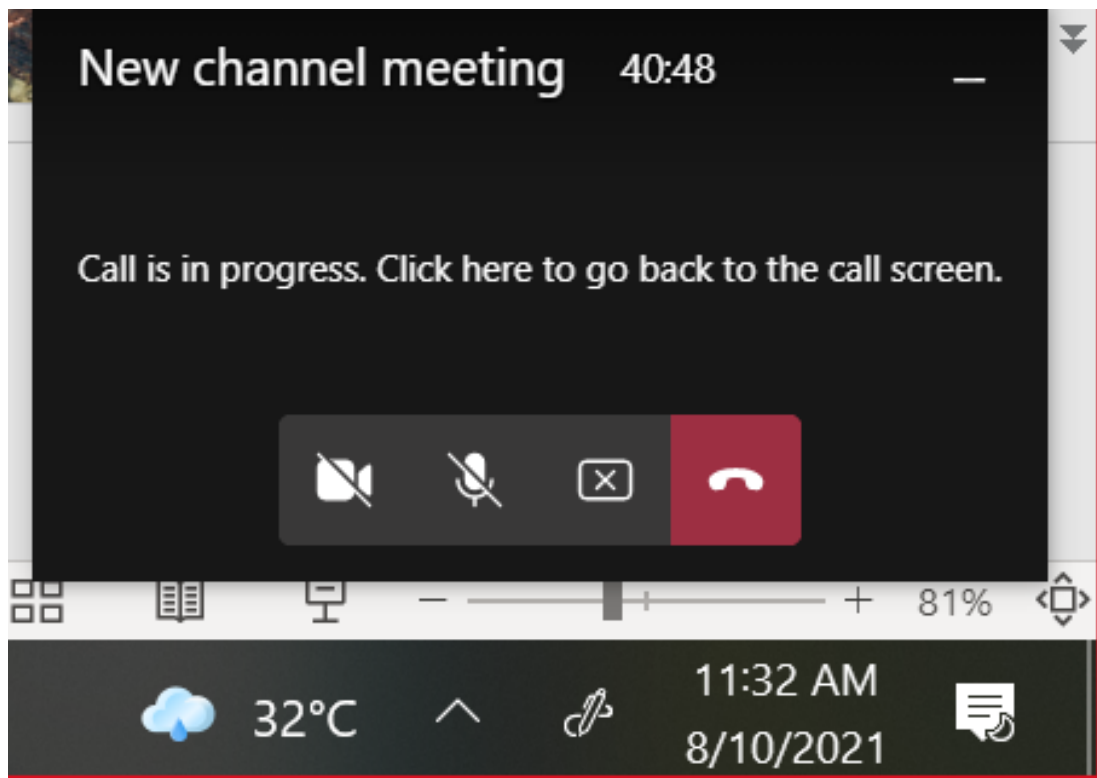 New channel meeting 40:48
Call is in progress. Click here to go back to the call screen.
81%
32°C
11:32 AM
8/10/2021